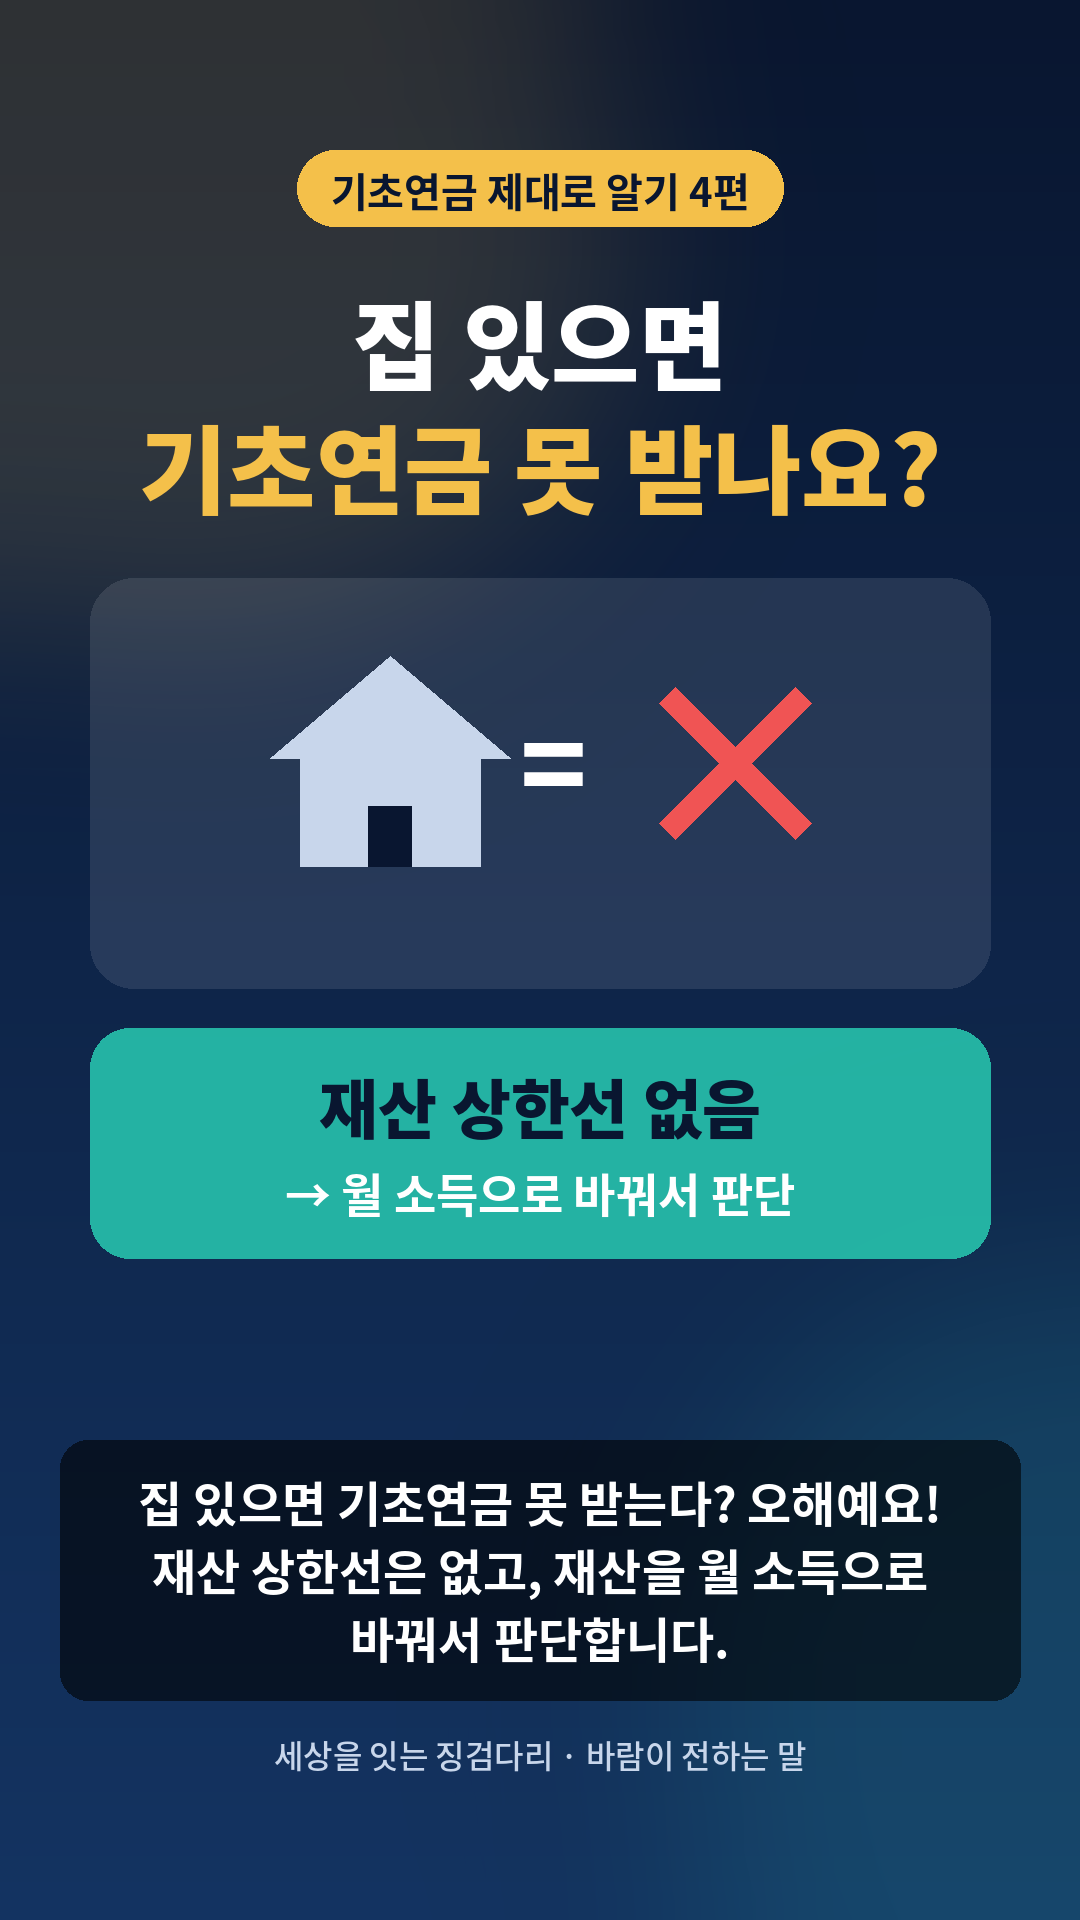 기초연금 제대로 알기 4편
집 있으면
기초연금 못 받나요?
=
재산 상한선 없음
→ 월 소득으로 바꿔서 판단
집 있으면 기초연금 못 받는다? 오해예요!
재산 상한선은 없고, 재산을 월 소득으로
바꿔서 판단합니다.
세상을 잇는 징검다리 · 바람이 전하는 말